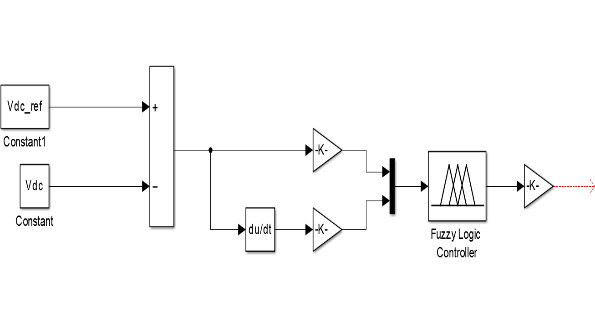 Vdc_ref
Constant1
+
Vdc
−
Constant
-K-
du/dt
-K-
Fuzzy Logic
Controller
-K-